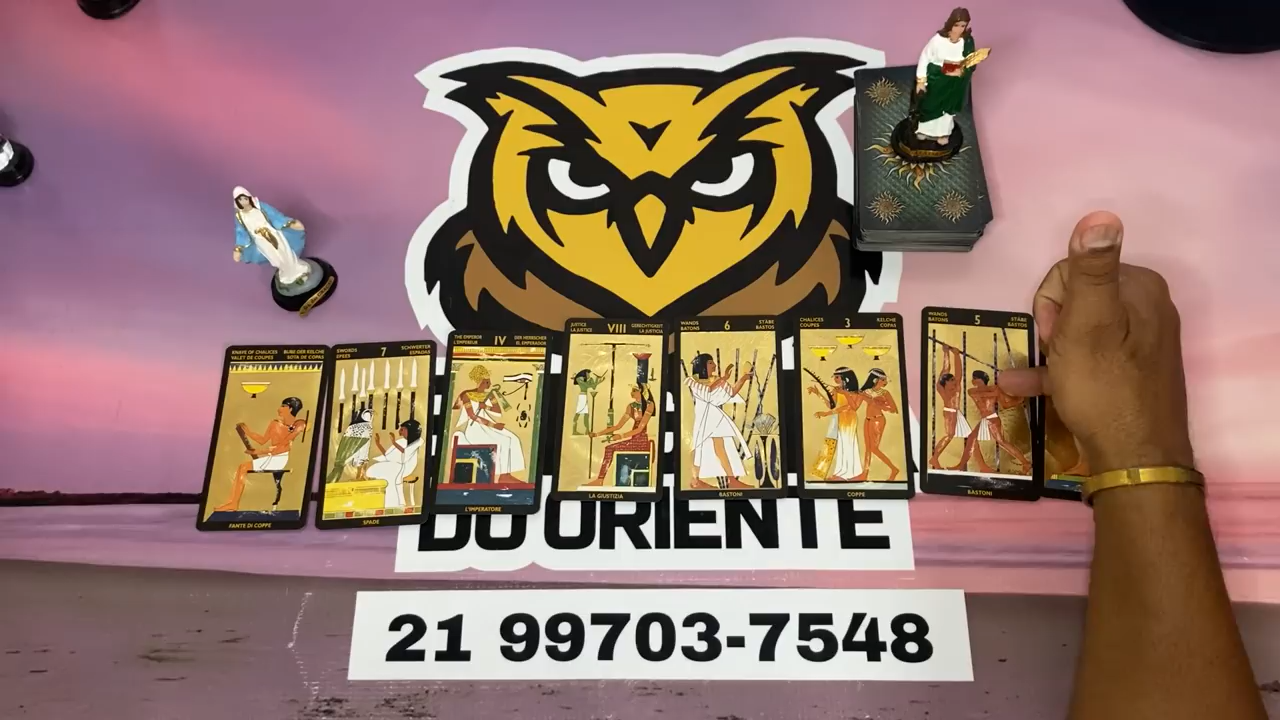 KNAVE OF CHALICES
VALET DE COUPES
BUBE DER KELCHE
SOTA DE COPAS
FANTE DI COPPE
SWORDS
EPEES
7
SCHWERTER
ESPADAS
SPADE
THE EMPEROR
L'EMPEREUR
IV
DER HERRSCHER
EL EMPERADOR
L'IMPERATORE
JUSTICE
LA JUSTICE
VIII
GERECHTIGKEIT
LA JUSTICIA
LA GIUSTIZIA
WANDS
BATONS
6
STÄBE
BASTOS
BASTONI
CHALICES
COUPES
3
KELCHE
COPAS
COPPE
WANDS
BATONS
5
STÄBE
BASTOS
BASTONI
DO ORIENTE
21 99703-7548